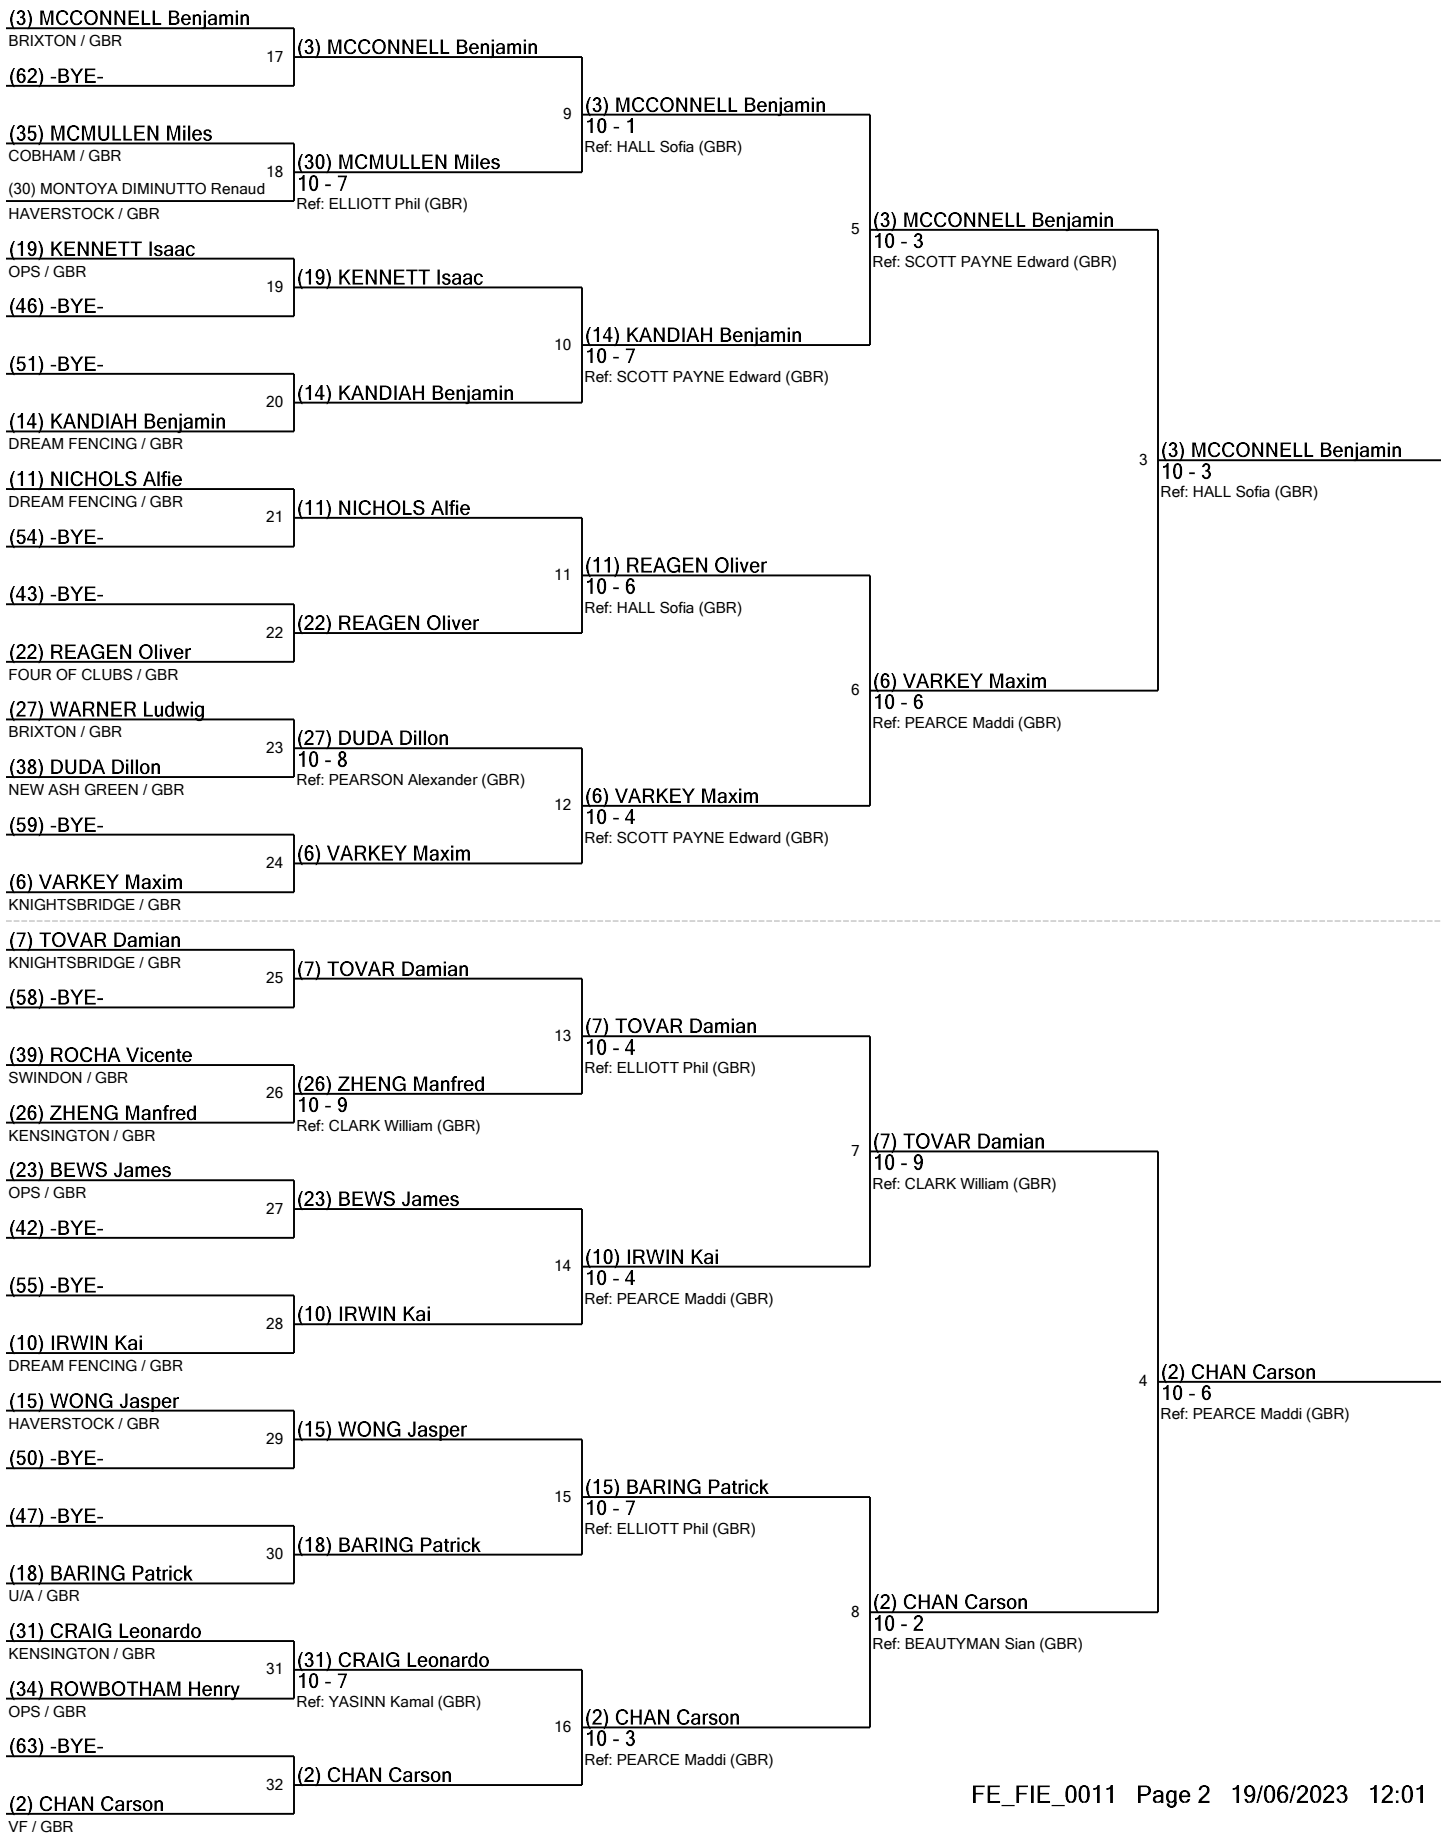 (3) MCCONNELL Benjamin
BRIXTON / GBR
17
(3) MCCONNELL Benjamin
(62) -BYE-
9
(3) MCCONNELL Benjamin
10 - 1
Ref: HALL Sofia (GBR)
(35) MCMULLEN Miles
COBHAM / GBR
18
(30) MCMULLEN Miles
10 - 7
Ref: ELLIOTT Phil (GBR)
(30) MONTOYA DIMINUTTO Renaud
HAVERSTOCK / GBR
5
(3) MCCONNELL Benjamin
10 - 3
Ref: SCOTT PAYNE Edward (GBR)
(19) KENNETT Isaac
OPS / GBR
19
(19) KENNETT Isaac
(46) -BYE-
10
(14) KANDIAH Benjamin
10 - 7
Ref: SCOTT PAYNE Edward (GBR)
(51) -BYE-
20
(14) KANDIAH Benjamin
(14) KANDIAH Benjamin
DREAM FENCING / GBR
3
(3) MCCONNELL Benjamin
10 - 3
Ref: HALL Sofia (GBR)
(11) NICHOLS Alfie
DREAM FENCING / GBR
21
(11) NICHOLS Alfie
(54) -BYE-
11
(11) REAGEN Oliver
10 - 6
Ref: HALL Sofia (GBR)
(43) -BYE-
22
(22) REAGEN Oliver
(22) REAGEN Oliver
FOUR OF CLUBS / GBR
6
(6) VARKEY Maxim
10 - 6
Ref: PEARCE Maddi (GBR)
(27) WARNER Ludwig
BRIXTON / GBR
23
(27) DUDA Dillon
10 - 8
Ref: PEARSON Alexander (GBR)
(38) DUDA Dillon
NEW ASH GREEN / GBR
12
(6) VARKEY Maxim
10 - 4
Ref: SCOTT PAYNE Edward (GBR)
(59) -BYE-
24
(6) VARKEY Maxim
(6) VARKEY Maxim
KNIGHTSBRIDGE / GBR
(7) TOVAR Damian
KNIGHTSBRIDGE / GBR
25
(7) TOVAR Damian
(58) -BYE-
13
(7) TOVAR Damian
10 - 4
Ref: ELLIOTT Phil (GBR)
(39) ROCHA Vicente
SWINDON / GBR
26
(26) ZHENG Manfred
10 - 9
Ref: CLARK William (GBR)
(26) ZHENG Manfred
KENSINGTON / GBR
7
(7) TOVAR Damian
10 - 9
Ref: CLARK William (GBR)
(23) BEWS James
OPS / GBR
27
(23) BEWS James
(42) -BYE-
14
(10) IRWIN Kai
10 - 4
Ref: PEARCE Maddi (GBR)
(55) -BYE-
28
(10) IRWIN Kai
(10) IRWIN Kai
DREAM FENCING / GBR
4
(2) CHAN Carson
10 - 6
Ref: PEARCE Maddi (GBR)
(15) WONG Jasper
HAVERSTOCK / GBR
29
(15) WONG Jasper
(50) -BYE-
15
(15) BARING Patrick
10 - 7
Ref: ELLIOTT Phil (GBR)
(47) -BYE-
30
(18) BARING Patrick
(18) BARING Patrick
U/A / GBR
8
(2) CHAN Carson
10 - 2
Ref: BEAUTYMAN Sian (GBR)
(31) CRAIG Leonardo
KENSINGTON / GBR
31
(31) CRAIG Leonardo
10 - 7
Ref: YASINN Kamal (GBR)
(34) ROWBOTHAM Henry
OPS / GBR
16
(2) CHAN Carson
10 - 3
Ref: PEARCE Maddi (GBR)
(63) -BYE-
32
(2) CHAN Carson
(2) CHAN Carson
VF / GBR
FE_FIE_0011 Page 2 19/06/2023 12:01